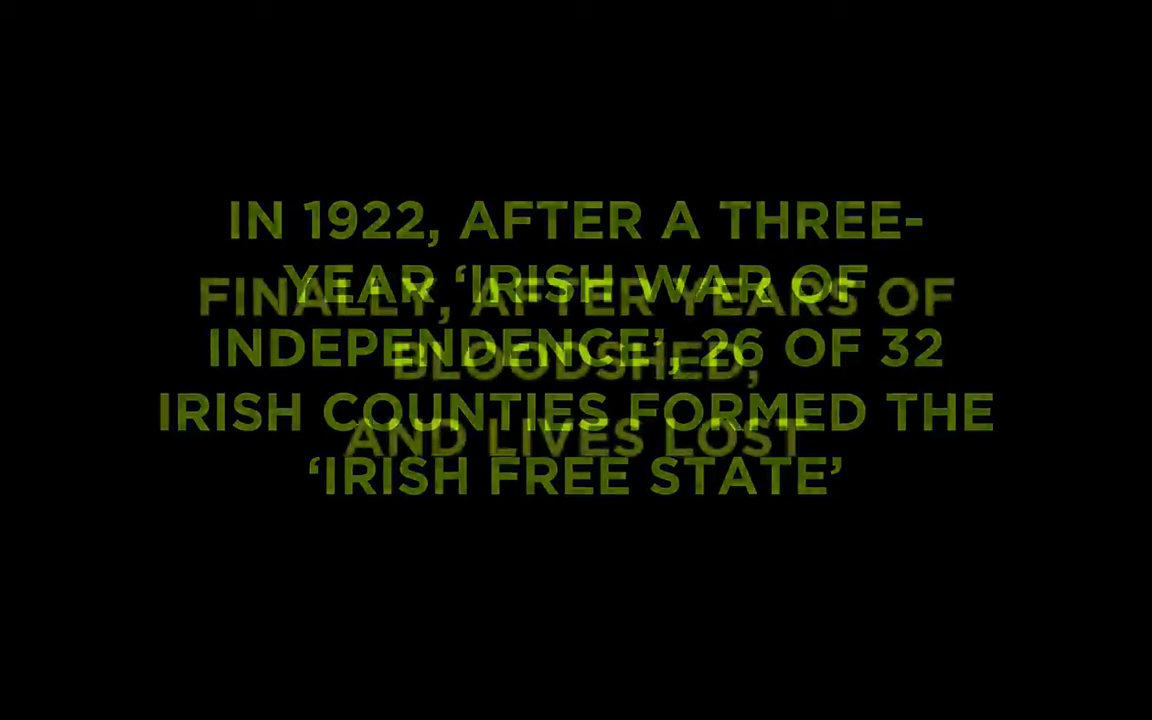 IN 1922, AFTER A THREE-
YEAR ‘IRISH WAR OF
INDEPENDENCE’, 26 OF 32
IRISH COUNTIES FORMED THE
‘IRISH FREE STATE’
FINALLY, AFTER YEARS OF
BLOODSHED,
AND LIVES LOST